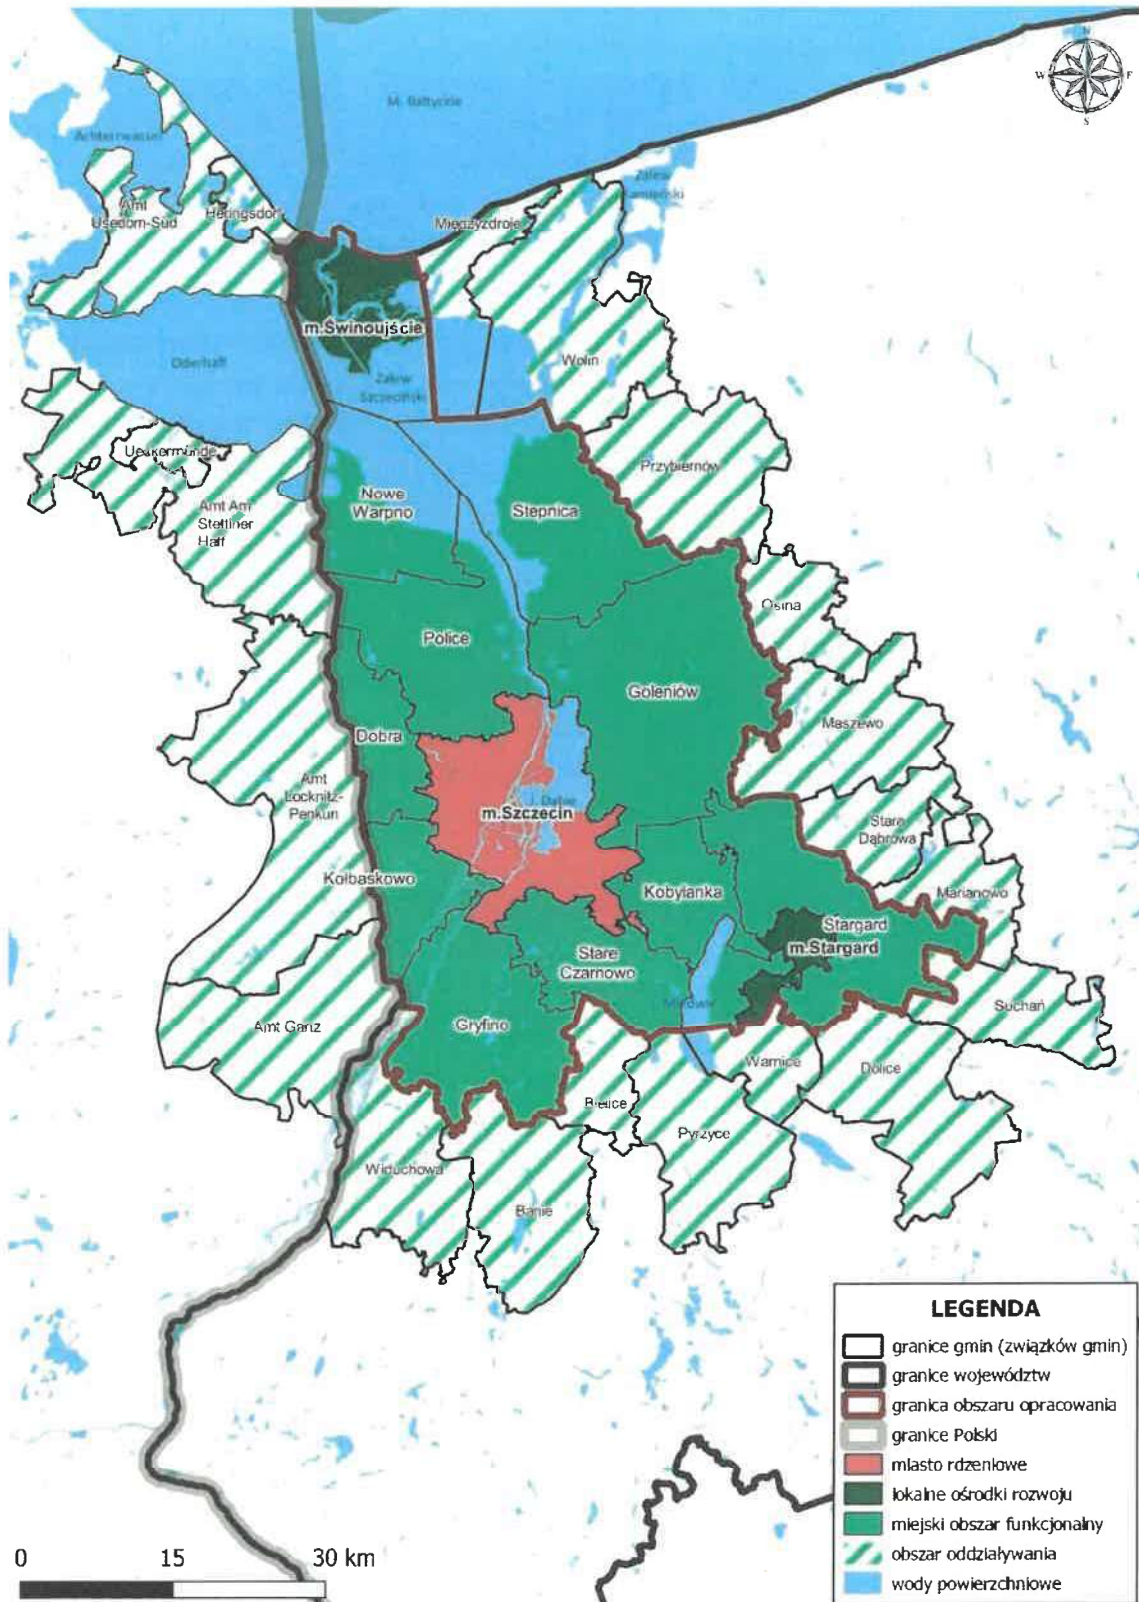 N
W
E
S
M. Bałtyckie
Achterwasser
Zalew
Kamieński
Amt
Usedom-Süd
Heringsdorf
Międzyzdroje
m.Świnoujście
Wolin
Oderhaff
Zalew
Szczeciński
Ueckermünde
Przybiernów
Nowe
Warpno
Stepnica
Amt Am
Stettiner
Haff
Osina
Police
Goleniów
Maszewo
Dobra
Amt
Löcknitz-
Penkun
J. Dąbie
m.Szczecin
Stare
Dąbrowa
Kołbaskowo
Kobylanka
Marianowo
Stargard
m.Stargard
Stare
Czarnowo
Miedwie
Suchań
Amt Ganz
Gryfino
Warnice
Dolice
Bielice
Pyrzyce
Widuchowa
Banie
LEGENDA
granice gmin (związków gmin)
granice województw
granica obszaru opracowania
granice Polski
miasto rdzeniowe
lokalne ośrodki rozwoju
miejski obszar funkcjonalny
obszar oddziaływania
wody powierzchniowe
0 15 30 km